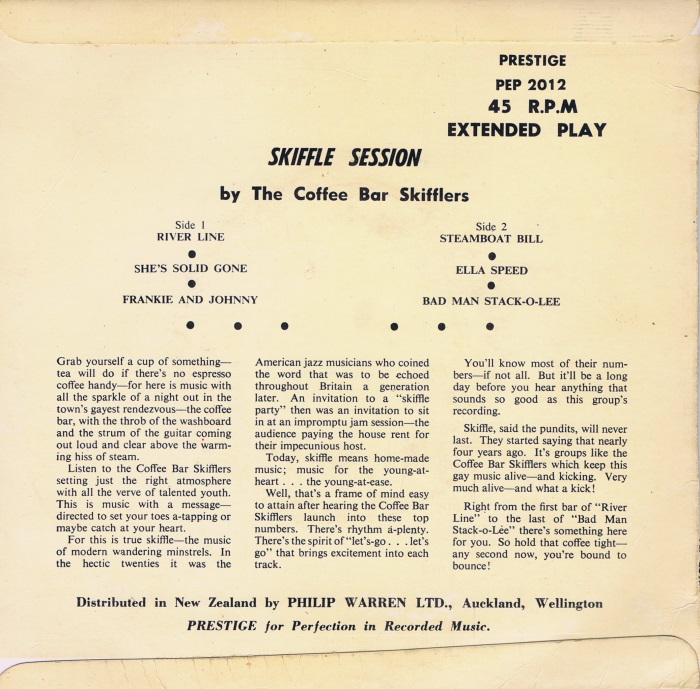 PRESTIGE
PEP 2012
45 R.P.M
EXTENDED PLAY
SKIFFLE SESSION
by The Coffee Bar Skifflers
Side 1
RIVER LINE
SHE'S SOLID GONE
FRANKIE AND JOHNNY
Side 2
STEAMBOAT BILL
ELLA SPEED
BAD MAN STACK-O-LEE
Grab yourself a cup of something—
tea will do if there's no espresso
coffee handy—for here is music with
all the sparkle of a night out in the
town's gayest rendezvous—the coffee
bar, with the throb of the washboard
and the strum of the guitar coming
out loud and clear above the warm-
ing hiss of steam.
Listen to the Coffee Bar Skifflers
setting just the right atmosphere
with all the verve of talented youth.
This is music with a message—
directed to set your toes a-tapping or
maybe catch at your heart.
For this is true skiffle—the music
of modern wandering minstrels. In
the hectic twenties it was the
American jazz musicians who coined
the word that was to be echoed
throughout Britain a generation
later. An invitation to a "skiffle
party" then was an invitation to sit
in at an impromptu jam session—the
audience paying the house rent for
their impecunious host.
Today, skiffle means home-made
music; music for the young-at-
heart . . . the young-at-ease.
Well, that's a frame of mind easy
to attain after hearing the Coffee Bar
Skifflers launch into these top
numbers. There's rhythm a-plenty.
There's the spirit of "let's-go . . . let's
go" that brings excitement into each
track.
You'll know most of their num-
bers—if not all. But it'll be a long
day before you hear anything that
sounds so good as this group's
recording.
Skiffle, said the pundits, will never
last. They started saying that nearly
four years ago. It's groups like the
Coffee Bar Skifflers which keep this
gay music alive—and kicking. Very
much alive—and what a kick!
Right from the first bar of "River
Line" to the last of "Bad Man
Stack-o-Lee" there's something here
for you. So hold that coffee tight—
any second now, you're bound to
bounce!
Distributed in New Zealand by PHILIP WARREN LTD., Auckland, Wellington
PRESTIGE for Perfection in Recorded Music.